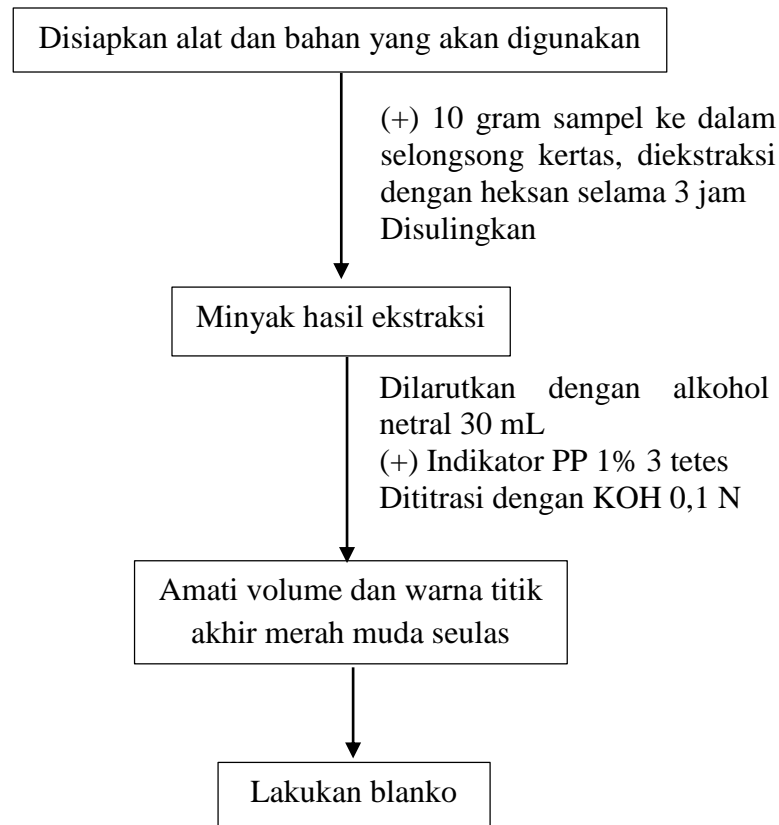 Disiapkan alat dan bahan yang akan digunakan
(+) 10 gram sampel ke dalam
selongsong kertas, diekstraksi
dengan heksan selama 3 jam
Disulingkan
Minyak hasil ekstraksi
Dilarutkan dengan alkohol
netral 30 mL
(+) Indikator PP 1% 3 tetes
Dititrasi dengan KOH 0,1 N
Amati volume dan warna titik
akhir merah muda seulas
Lakukan blanko